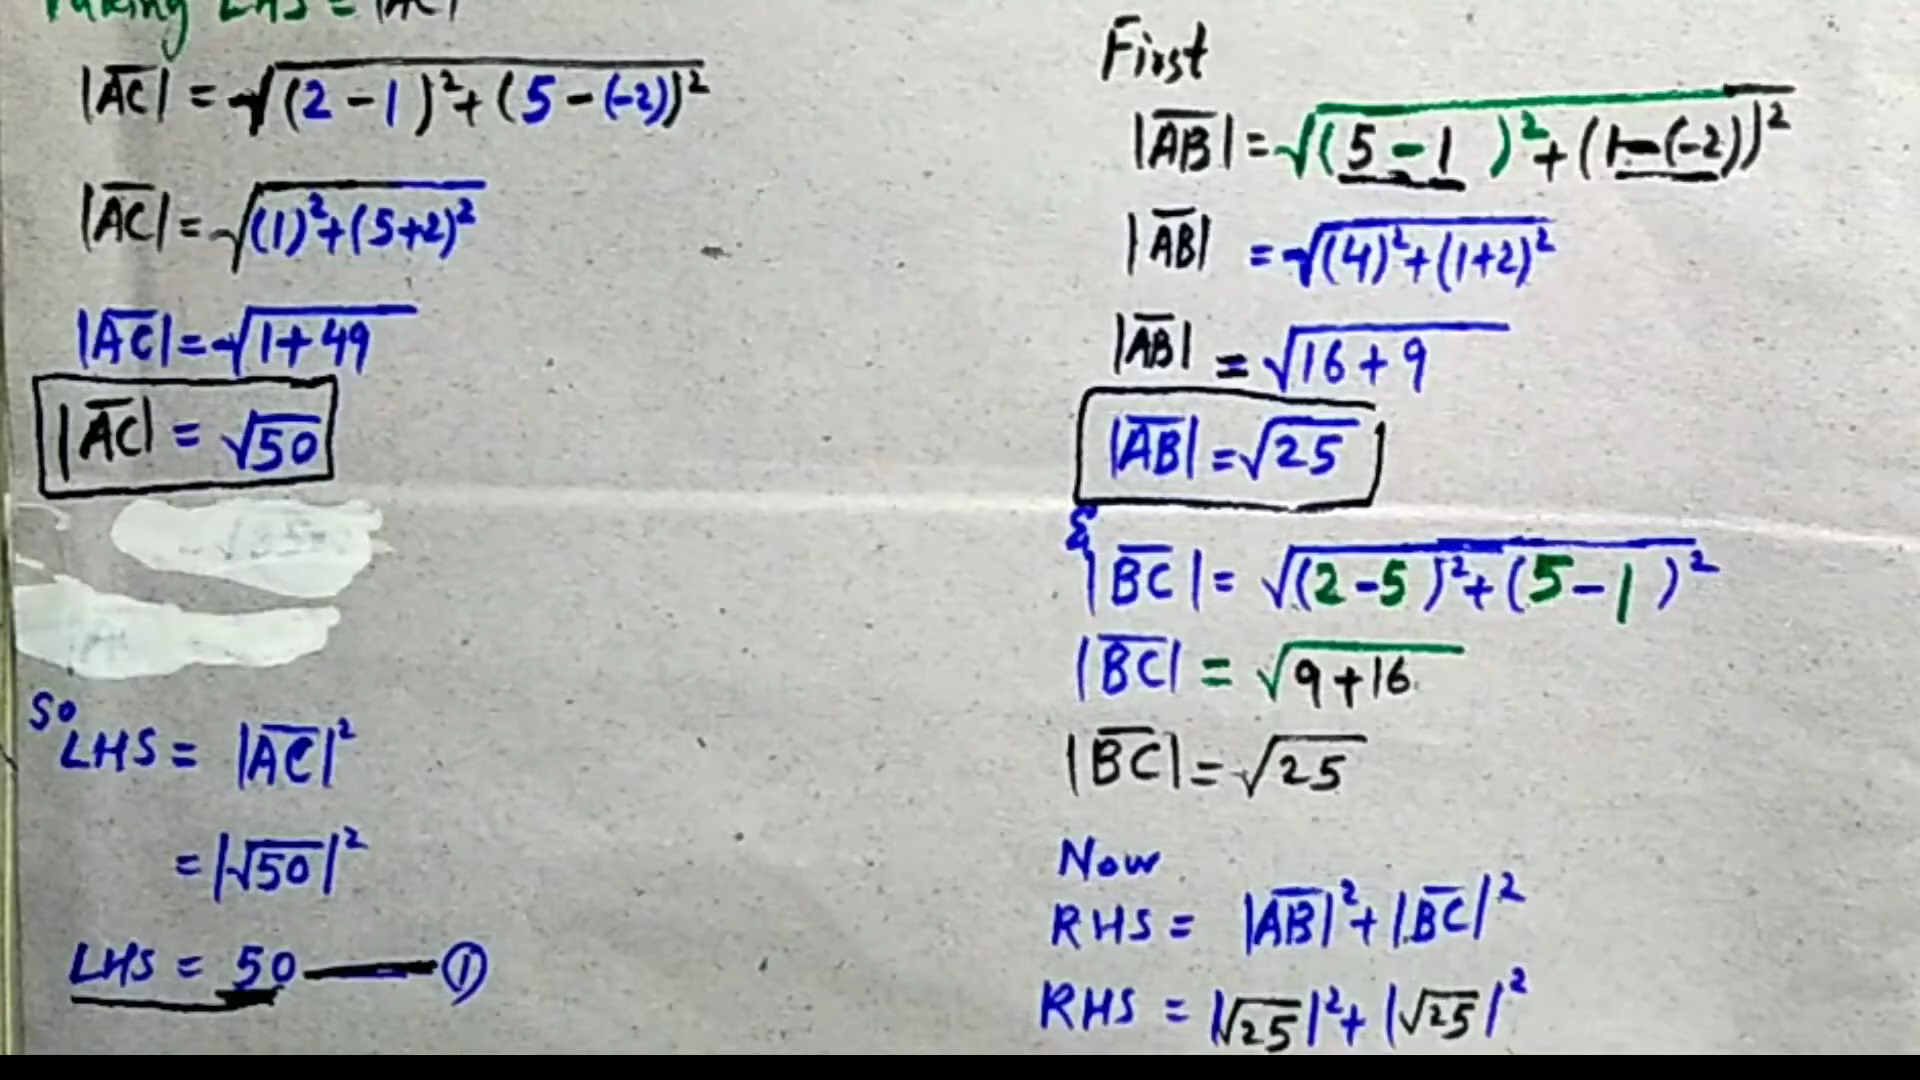 Taking LHS = |AC|
|AC| = √(2 - 1)² + (5 - (-2))²
|AC| = √(1)² + (5+2)²
|AC| = √1 + 49
|AC| = √50
So LHS = |AC|²
= |√50|²
LHS = 50 —— ①
First
|AB| = √(5 - 1)² + (1 - (-2))²
|AB| = √(4)² + (1+2)²
|AB| = √16 + 9
|AB| = √25
&
|BC| = √(2 - 5)² + (5 - 1)²
|BC| = √9 + 16
|BC| = √25
Now
RHS = |AB|² + |BC|²
RHS = |√25|² + |√25|²